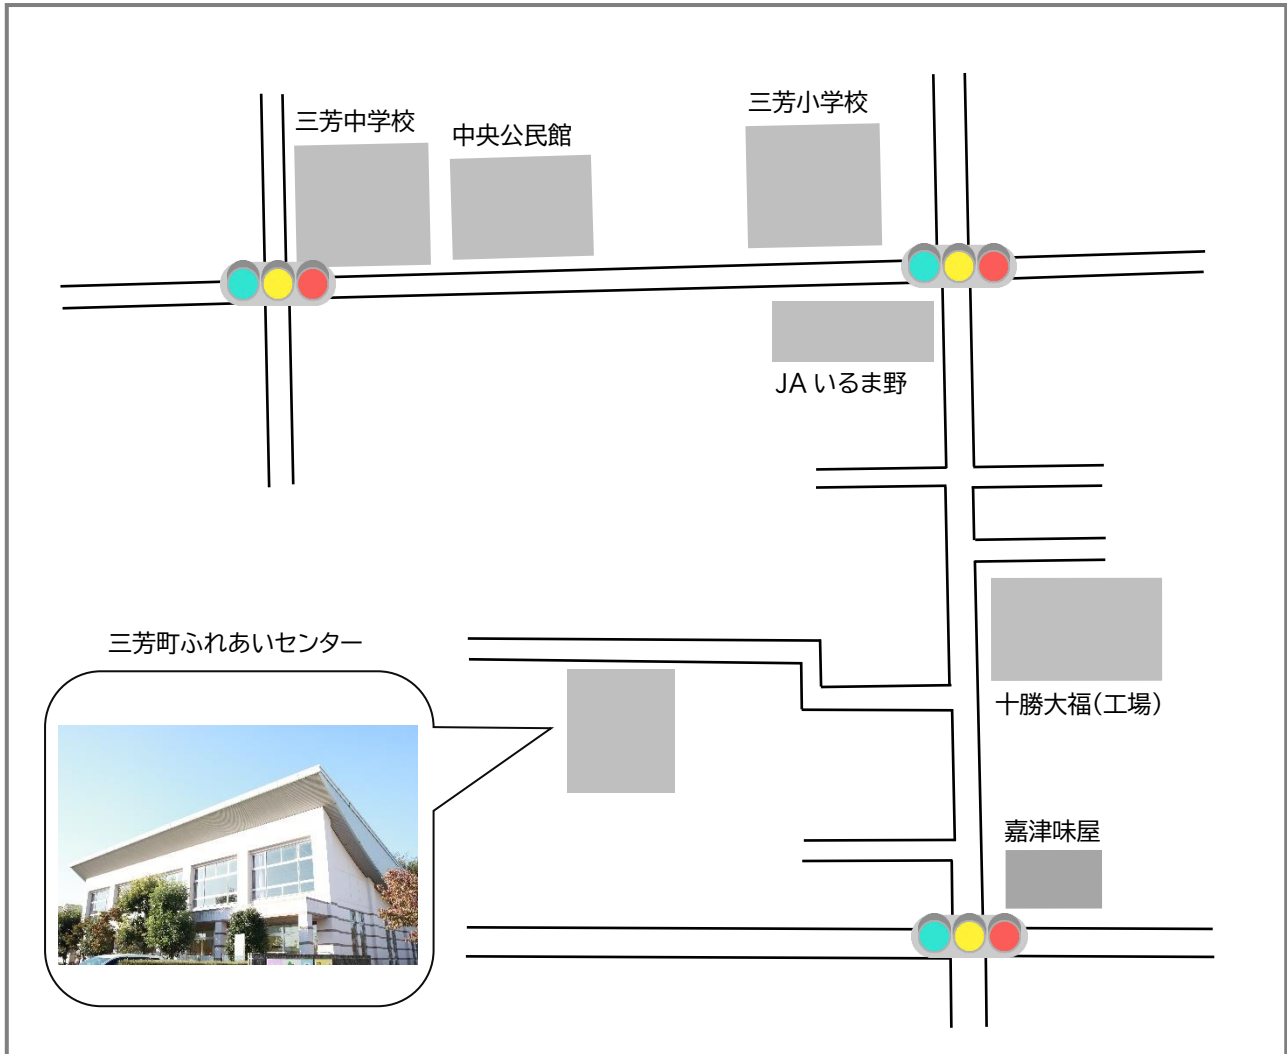 三芳中学校
中央公民館
三芳小学校
JAいるま野
三芳町ふれあいセンター
十勝大福(工場)
嘉津味屋